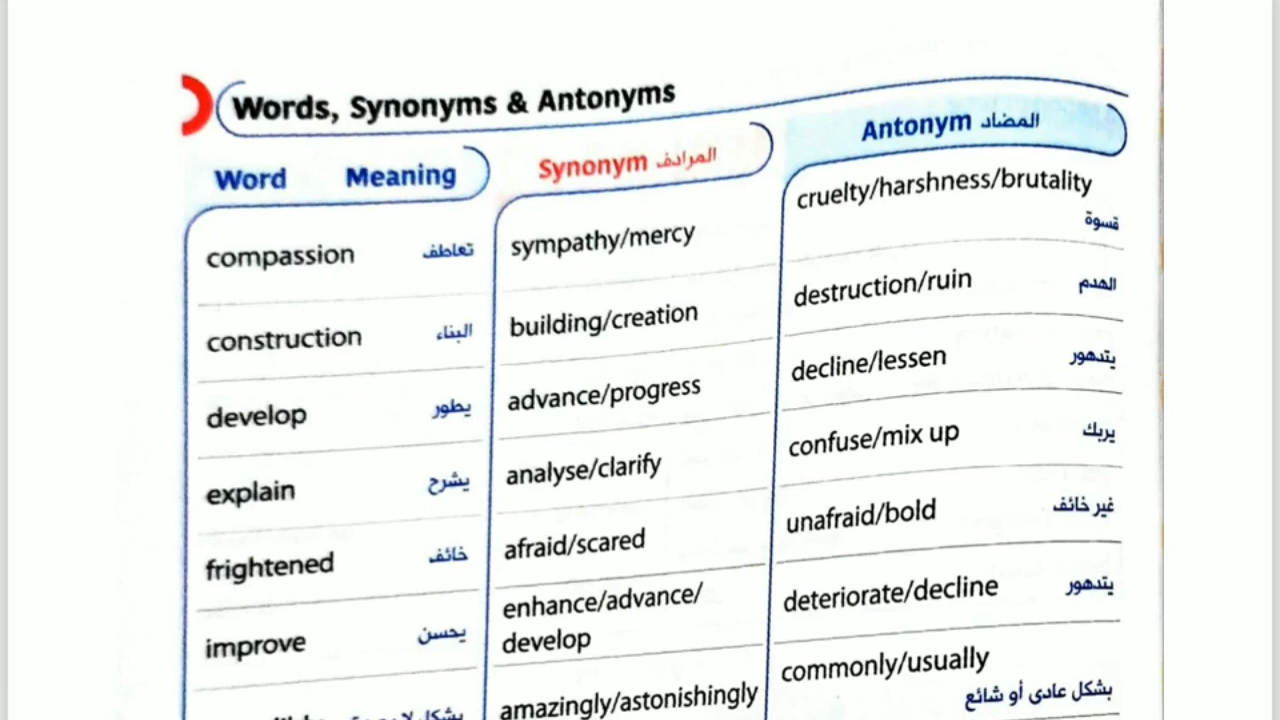 Words, Synonyms & Antonyms
Word Meaning Synonym المرادف Antonym المضاد
compassion تعاطف sympathy/mercy cruelty/harshness/brutality
قسوة
construction البناء building/creation destruction/ruin الهدم
develop يطور advance/progress decline/lessen يتدهور
explain يشرح analyse/clarify confuse/mix up يربك
frightened خائف afraid/scared unafraid/bold غير خائف
improve يحسن enhance/advance/ deteriorate/decline يتدهور
develop
amazingly/astonishingly commonly/usually
بشكل عادى أو شائع